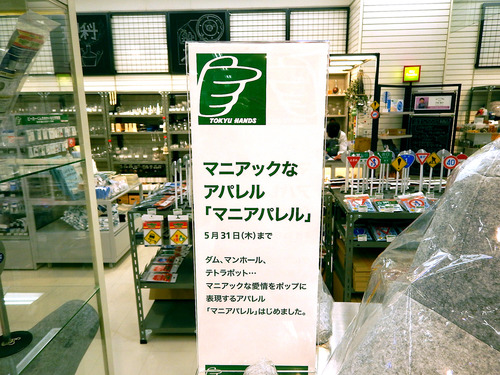 TOKYU HANDS
マニアックな
アパレル
「マニアパレル」
5月31日(木)まで
ダム、マンホール、
テトラポット…
マニアックな愛情をポップに
表現するアパレル
「マニアパレル」はじめました。